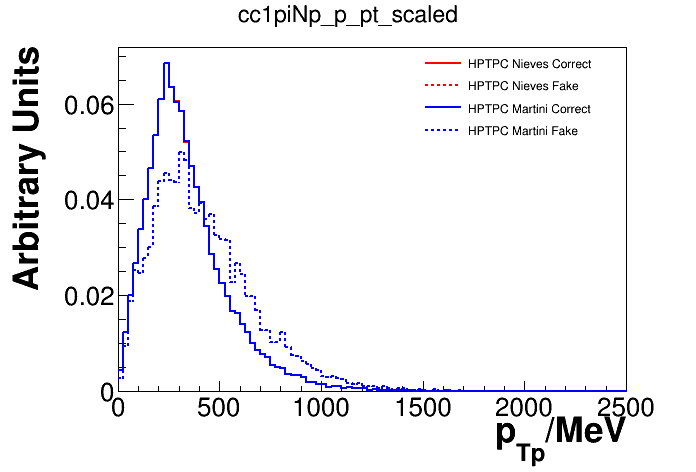 cc1piNp_p_pt_scaled
Arbitrary Units
0.06
0.04
0.02
0
HPTPC Nieves Correct
HPTPC Nieves Fake
HPTPC Martini Correct
HPTPC Martini Fake
0 500 1000 1500 2000 2500
p_Tp/MeV